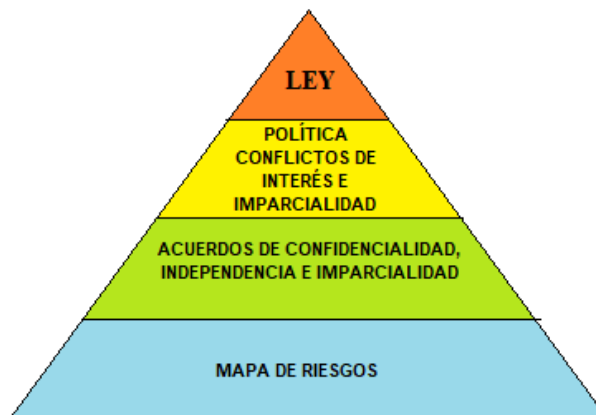 LEY
POLÍTICA
CONFLICTOS DE
INTERÉS E
IMPARCIALIDAD
ACUERDOS DE CONFIDENCIALIDAD,
INDEPENDENCIA E IMPARCIALIDAD
MAPA DE RIESGOS